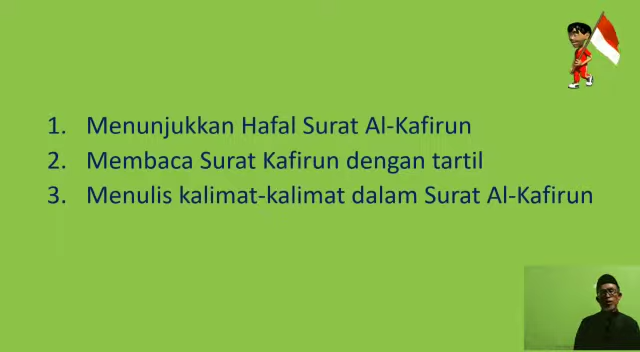 1. Menunjukkan Hafal Surat Al-Kafirun
2. Membaca Surat Kafirun dengan tartil
3. Menulis kalimat-kalimat dalam Surat Al-Kafirun